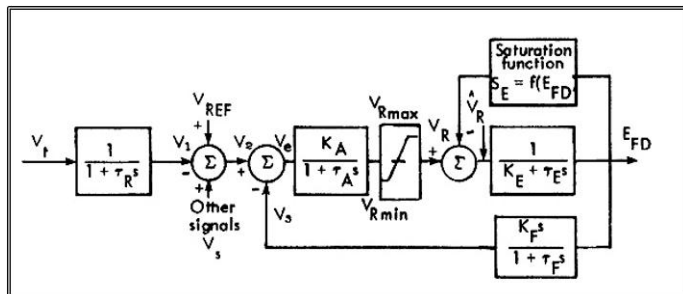 Saturation
function
S_E = f(E_FD)
V_REF
+
V_Rmax
V_R
V̂_R
-
V_t
1
1 + τ_R s
V_1
-
Σ
V_2
+
Σ
V_e
K_A
1 + τ_A s
+
Σ
1
K_E + τ_E s
E_FD
+
Other
signals
V_s
-
V_3
V_Rmin
K_F s
1 + τ_F s